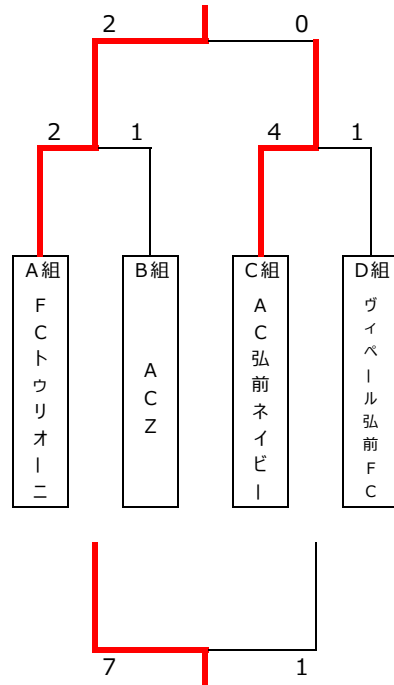 2 0
2 1 4 1
A組 B組 C組 D組
FCトゥリオーニ
ACZ
AC弘前ネイビー
ヴィペール弘前FC
7 1